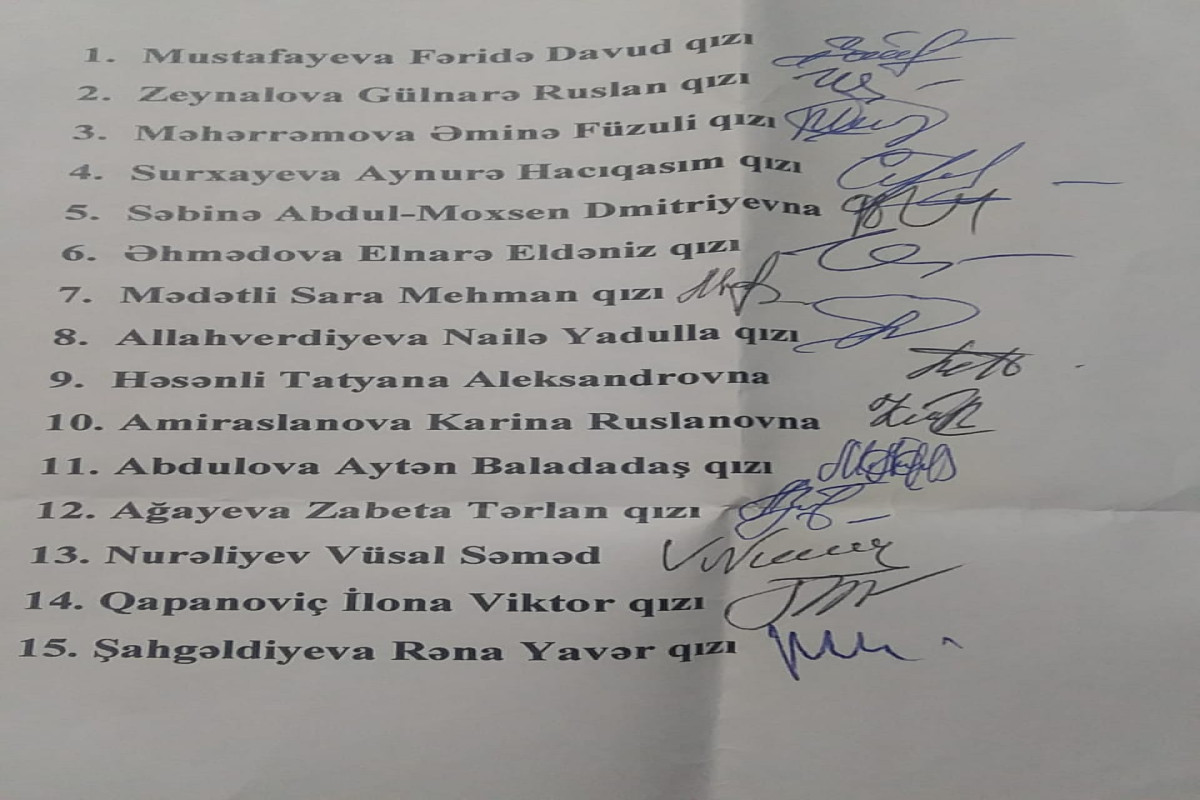 1. Mustafayeva Fəridə Davud qızı
2. Zeynalova Gülnarə Ruslan qızı
3. Məhərrəmova Əminə Füzuli qızı
4. Surxayeva Aynurə Hacıqasım qızı
5. Səbinə Abdul-Moxsen Dmitriyevna
6. Əhmədova Elnarə Eldəniz qızı
7. Mədətli Sara Mehman qızı
8. Allahverdiyeva Nailə Yadulla qızı
9. Həsənli Tatyana Aleksandrovna
10. Amiraslanova Karina Ruslanovna
11. Abdulova Aytən Baladadaş qızı
12. Ağayeva Zabeta Tərlan qızı
13. Nurəliyev Vüsal Səməd
14. Qapanoviç İlona Viktor qızı
15. Şahgəldiyeva Rəna Yavər qızı